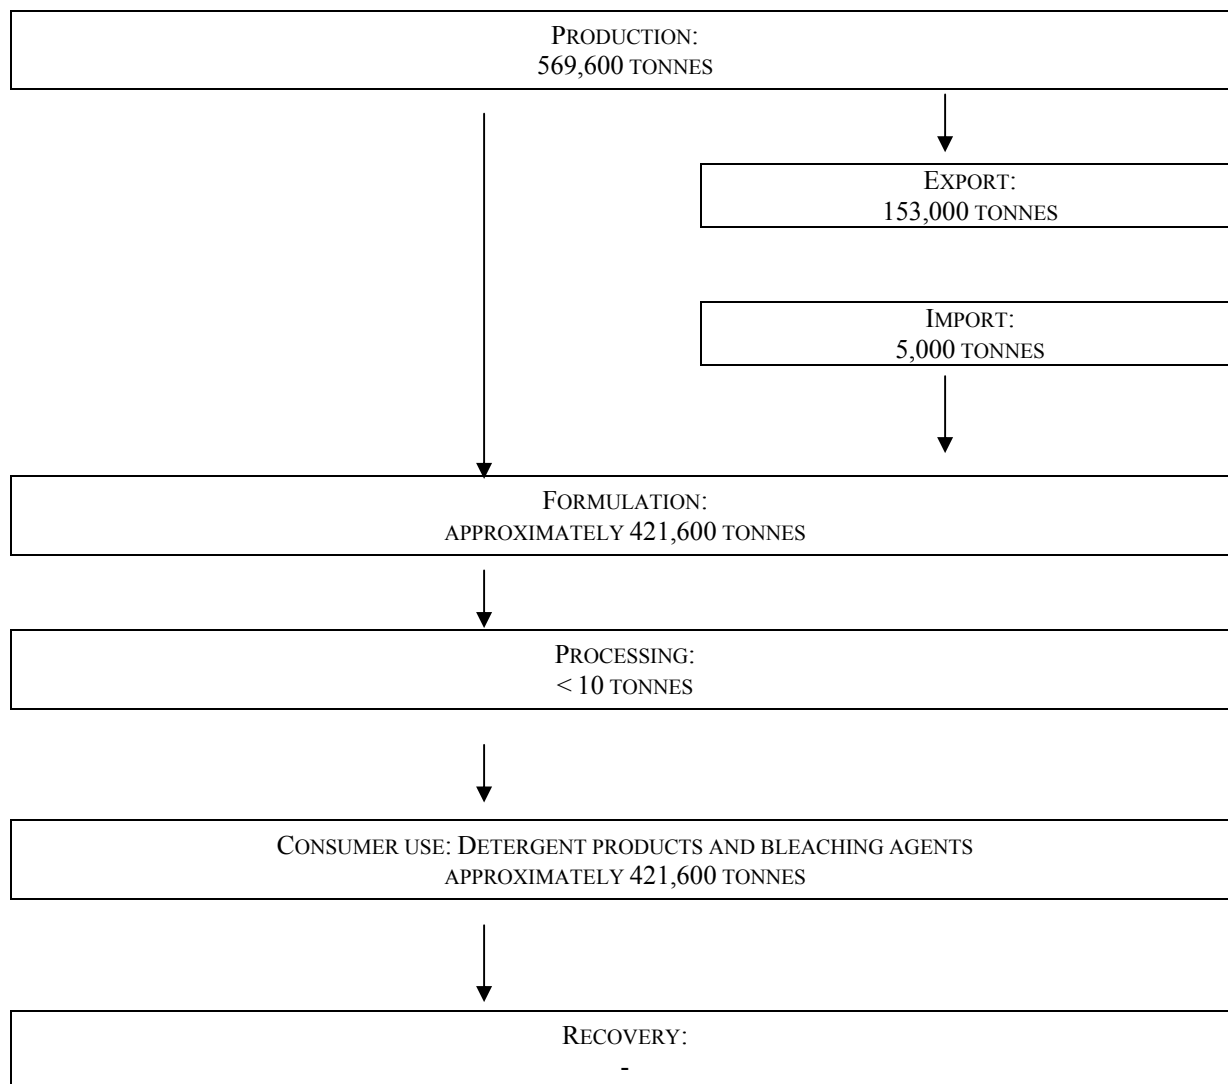 PRODUCTION:
569,600 TONNES
EXPORT:
153,000 TONNES
IMPORT:
5,000 TONNES
FORMULATION:
APPROXIMATELY 421,600 TONNES
PROCESSING:
< 10 TONNES
CONSUMER USE: DETERGENT PRODUCTS AND BLEACHING AGENTS
APPROXIMATELY 421,600 TONNES
RECOVERY:
-